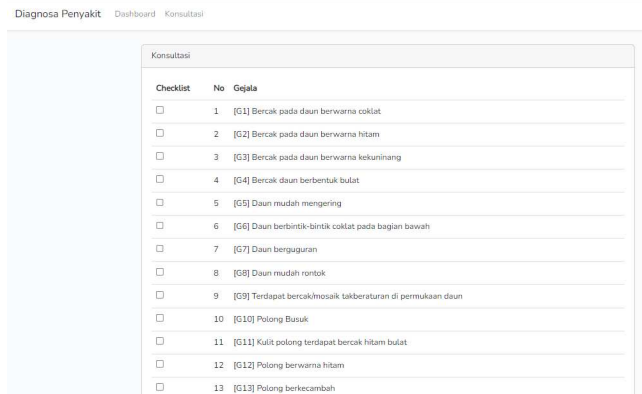 Diagnosa Penyakit Dashboard Konsultasi
Konsultasi
Checklist No Gejala
1 [G1] Bercak pada daun berwarna coklat
2 [G2] Bercak pada daun berwarna hitam
3 [G3] Bercak pada daun berwarna kekuninang
4 [G4] Bercak daun berbentuk bulat
5 [G5] Daun mudah mengering
6 [G6] Daun berbintik-bintik coklat pada bagian bawah
7 [G7] Daun berguguran
8 [G8] Daun mudah rontok
9 [G9] Terdapat bercak/mosaik takberaturan di permukaan daun
10 [G10] Polong Busuk
11 [G11] Kulit polong terdapat bercak hitam bulat
12 [G12] Polong berwarna hitam
13 [G13] Polong berkecambah